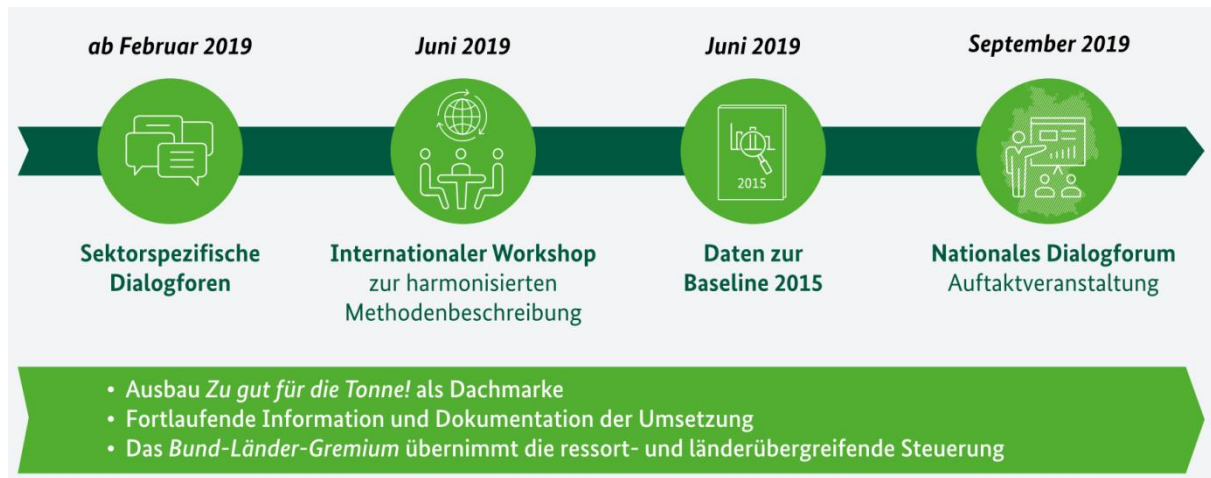 ab Februar 2019
Juni 2019
Juni 2019
September 2019
2015
Sektorspezifische
Dialogforen
Internationaler Workshop
zur harmonisierten
Methodenbeschreibung
Daten zur
Baseline 2015
Nationales Dialogforum
Auftaktveranstaltung
• Ausbau Zu gut für die Tonne! als Dachmarke
• Fortlaufende Information und Dokumentation der Umsetzung
• Das Bund-Länder-Gremium übernimmt die ressort- und länderübergreifende Steuerung